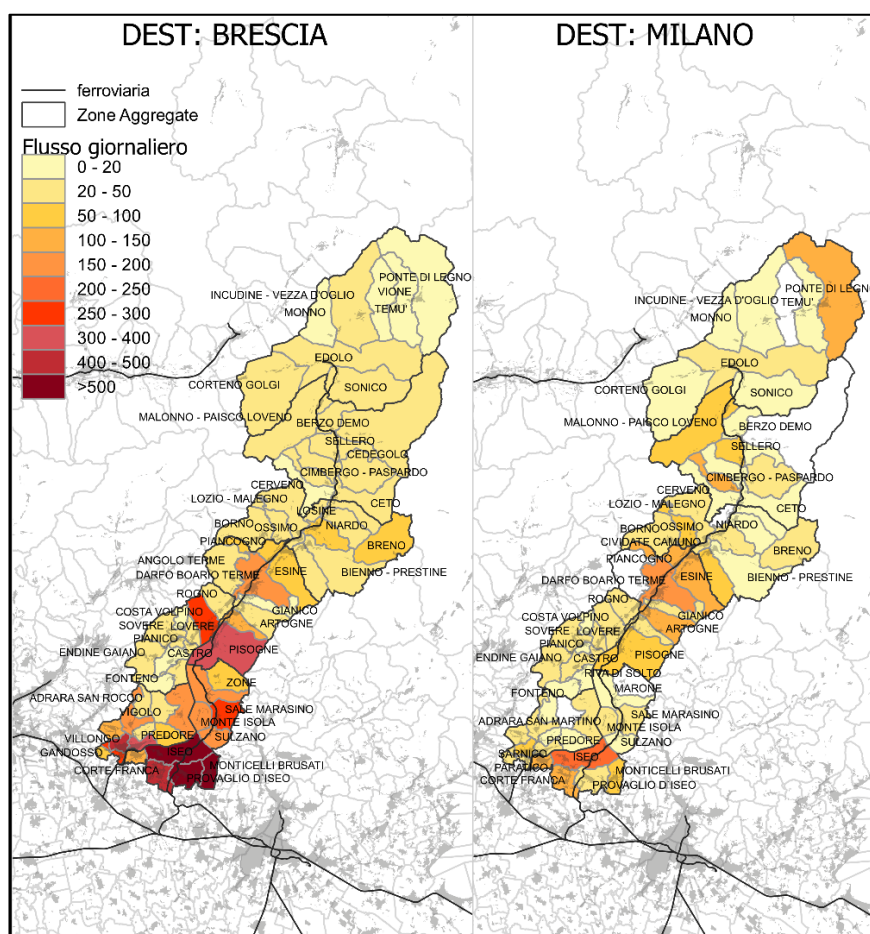 DEST: BRESCIA
DEST: MILANO
ferroviaria
Zone Aggregate
Flusso giornaliero
0 - 20
20 - 50
50 - 100
100 - 150
150 - 200
200 - 250
250 - 300
300 - 400
400 - 500
>500
PONTE DI LEGNO
INCUDINE - VEZZA D'OGLIO
VIONE
MONNO
TEMU'
EDOLO
CORTENO GOLGI
SONICO
MALONNO - PAISCO LOVENO
BERZO DEMO
SELLERO
CEDEGOLO
CIMBERGO - PASPARDO
CERVENO
LOZIO - MALEGNO
CETO
LOSINE
BORNO
OSSIMO
NIARDO
PIANCOGNO
BRENO
ANGOLO TERME
ESINE
DARFO BOARIO TERME
BIENNO - PRESTINE
ROGNO
COSTA VOLPINO
GIANICO
SOVERE
LOVERE
ARTOGNE
PIANICO
ENDINE GAIANO
CASTRO
PISOGNE
FONTENO
ZONE
ADRARA SAN ROCCO
VIGOLO
SALE MARASINO
MONTE ISOLA
VILLONGO
PREDORE
SULZANO
GANDOSSO
ISEO
CORTE FRANCA
MONTICELLI BRUSATI
PROVAGLIO D'ISEO
PONTE DI LEGNO
INCUDINE - VEZZA D'OGLIO
TEMU'
MONNO
EDOLO
CORTENO GOLGI
SONICO
MALONNO - PAISCO LOVENO
BERZO DEMO
SELLERO
CIMBERGO - PASPARDO
CERVENO
LOZIO - MALEGNO
CETO
BORNO
OSSIMO
NIARDO
CIVIDATE CAMUNO
PIANCOGNO
BRENO
DARFO BOARIO TERME
ESINE
BIENNO - PRESTINE
ROGNO
COSTA VOLPINO
GIANICO
SOVERE
LOVERE
ARTOGNE
PIANICO
ENDINE GAIANO
CASTRO
PISOGNE
RIVA DI SOLTO
FONTENO
MARONE
ADRARA SAN MARTINO
SALE MARASINO
MONTE ISOLA
PREDORE
SULZANO
SARNICO
ISEO
PARATICO
MONTICELLI BRUSATI
CORTE FRANCA
PROVAGLIO D'ISEO